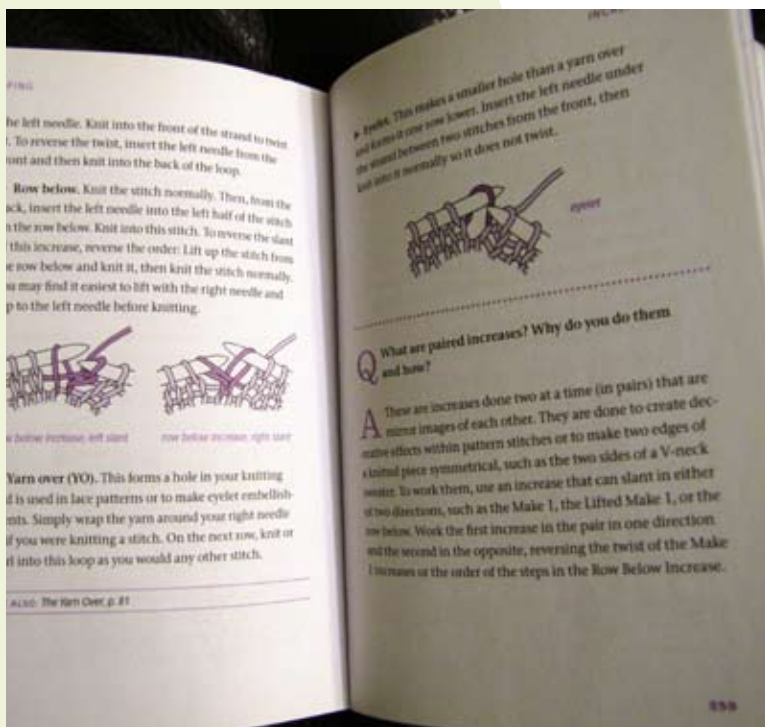 PING
he left needle. Knit into the front of the strand to twist
. To reverse the twist, insert the left needle from the
ont and then knit into the back of the loop.
Row below. Knit the stitch normally. Then, from the
ack, insert the left needle into the left half of the stitch
n the row below. Knit into this stitch. To reverse the slant
this increase, reverse the order: Lift up the stitch from
e row below and knit it, then knit the stitch normally.
ou may find it easiest to lift with the right needle and
p to the left needle before knitting.
w below increase, left slant
row below increase, right slant
Yarn over (YO). This forms a hole in your knitting
d is used in lace patterns or to make eyelet embellish-
ents. Simply wrap the yarn around your right needle
if you were knitting a stitch. On the next row, knit or
rl into this loop as you would any other stitch.
ALSO: The Yarn Over, p. 81
INCRE
▸ Eyelet. This makes a smaller hole than a yarn over
and forms it one row lower. Insert the left needle under
the strand between two stitches from the front, then
knit into it normally so it does not twist.
eyelet
Q What are paired increases? Why do you do them
and how?
A These are increases done two at a time (in pairs) that are
mirror images of each other. They are done to create dec-
orative effects within pattern stitches or to make two edges of
a knitted piece symmetrical, such as the two sides of a V-neck
sweater. To work them, use an increase that can slant in either
of two directions, such as the Make 1, the Lifted Make 1, or the
row below. Work the first increase in the pair in one direction
and the second in the opposite, reversing the twist of the Make
1 increases or the order of the steps in the Row Below Increase.